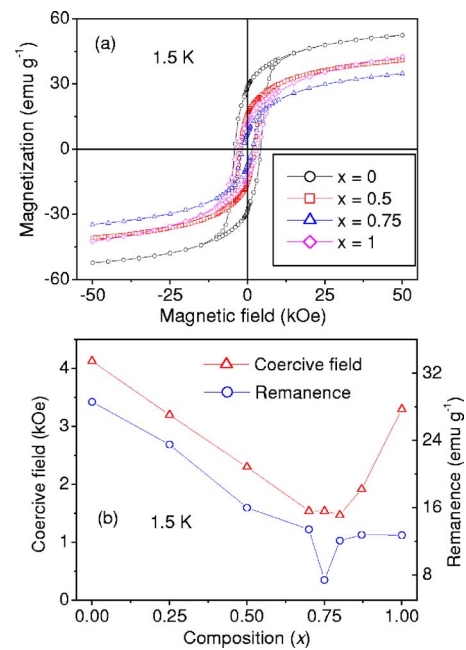 (a)
1.5 K
Magnetization (emu g⁻¹)
60
30
0
-30
-60
x = 0
x = 0.5
x = 0.75
x = 1
-50 -25 0 25 50
Magnetic field (kOe)
Coercive field (kOe)
4
3
2
1
0
Coercive field
Remanence
Remanence (emu g⁻¹)
32
24
16
8
(b)
1.5 K
0.00 0.25 0.50 0.75 1.00
Composition (x)